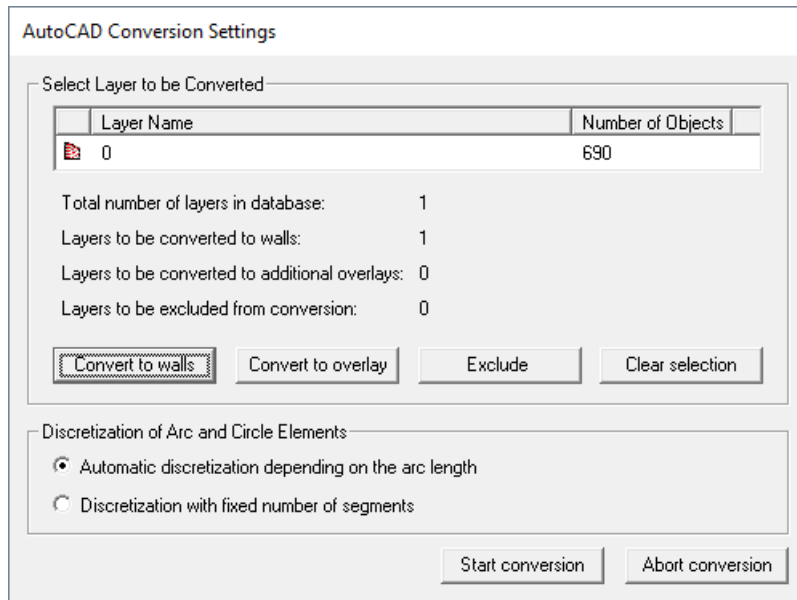 AutoCAD Conversion Settings
Select Layer to be Converted
Layer Name Number of Objects
0 690
Total number of layers in database: 1
Layers to be converted to walls: 1
Layers to be converted to additional overlays: 0
Layers to be excluded from conversion: 0
Convert to walls Convert to overlay Exclude Clear selection
Discretization of Arc and Circle Elements
Automatic discretization depending on the arc length
Discretization with fixed number of segments
Start conversion Abort conversion